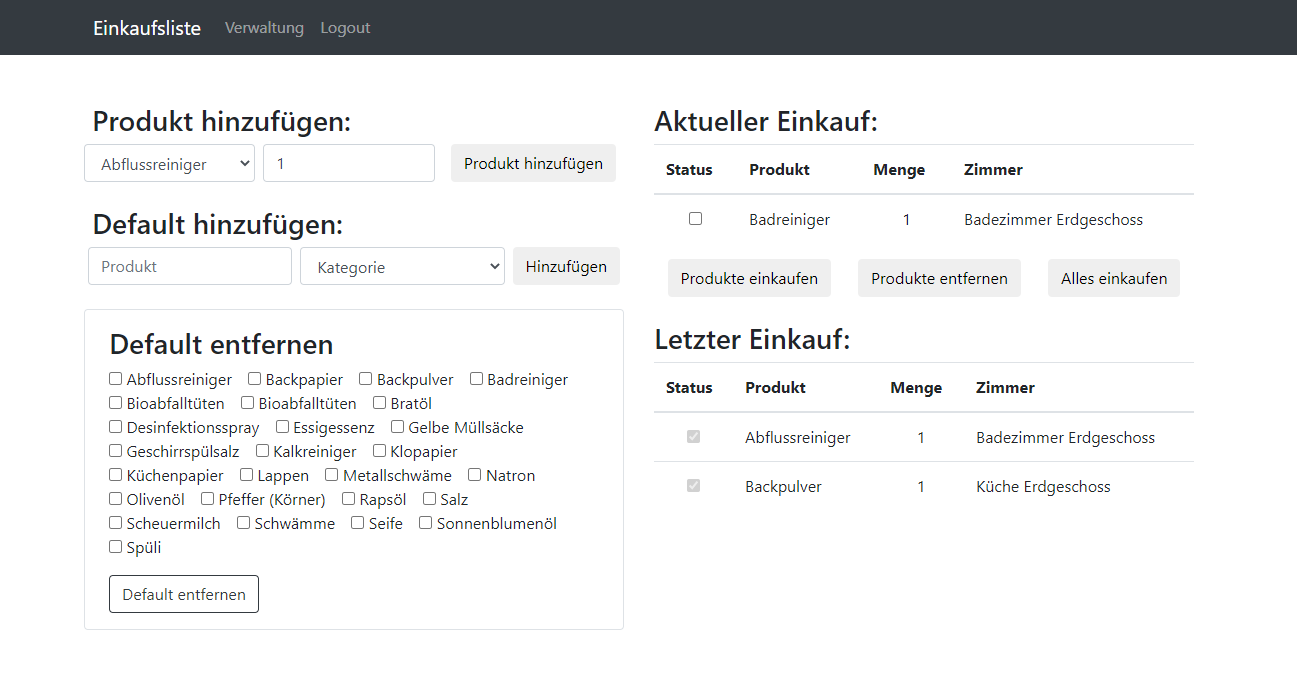 Einkaufsliste Verwaltung Logout
Produkt hinzufügen:
Abflussreiniger 1 Produkt hinzufügen
Default hinzufügen:
Produkt Kategorie Hinzufügen
Default entfernen
Abflussreiniger Backpapier Backpulver Badreiniger
Bioabfalltüten Bioabfalltüten Bratöl
Desinfektionsspray Essigessenz Gelbe Müllsäcke
Geschirrspülsalz Kalkreiniger Klopapier
Küchenpapier Lappen Metallschwäme Natron
Olivenöl Pfeffer (Körner) Rapsöl Salz
Scheuermilch Schwämme Seife Sonnenblumenöl
Spüli
Default entfernen
Aktueller Einkauf:
Status Produkt Menge Zimmer
Badreiniger 1 Badezimmer Erdgeschoss
Produkte einkaufen Produkte entfernen Alles einkaufen
Letzter Einkauf:
Status Produkt Menge Zimmer
Abflussreiniger 1 Badezimmer Erdgeschoss
Backpulver 1 Küche Erdgeschoss